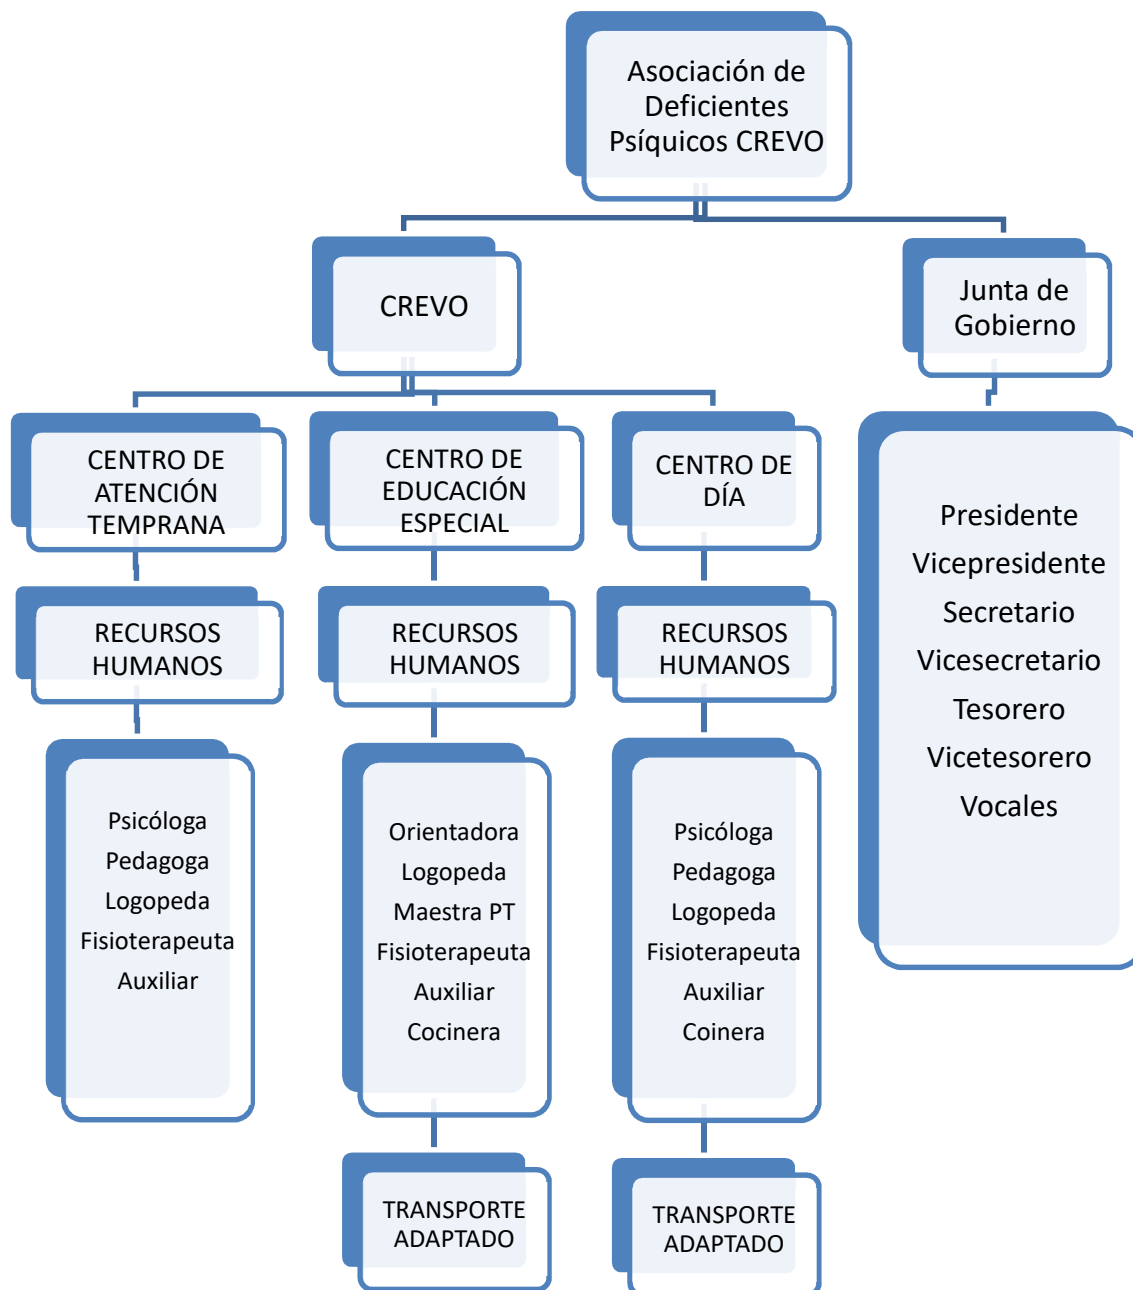 Asociación de
Deficientes
Psíquicos CREVO
CREVO
Junta de
Gobierno
CENTRO DE
ATENCIÓN
TEMPRANA
CENTRO DE
EDUCACIÓN
ESPECIAL
CENTRO DE
DÍA
Presidente
Vicepresidente
Secretario
Vicesecretario
Tesorero
Vicetesorero
Vocales
RECURSOS
HUMANOS
RECURSOS
HUMANOS
RECURSOS
HUMANOS
Psicóloga
Pedagoga
Logopeda
Fisioterapeuta
Auxiliar
Orientadora
Logopeda
Maestra PT
Fisioterapeuta
Auxiliar
Cocinera
Psicóloga
Pedagoga
Logopeda
Fisioterapeuta
Auxiliar
Coinera
TRANSPORTE
ADAPTADO
TRANSPORTE
ADAPTADO